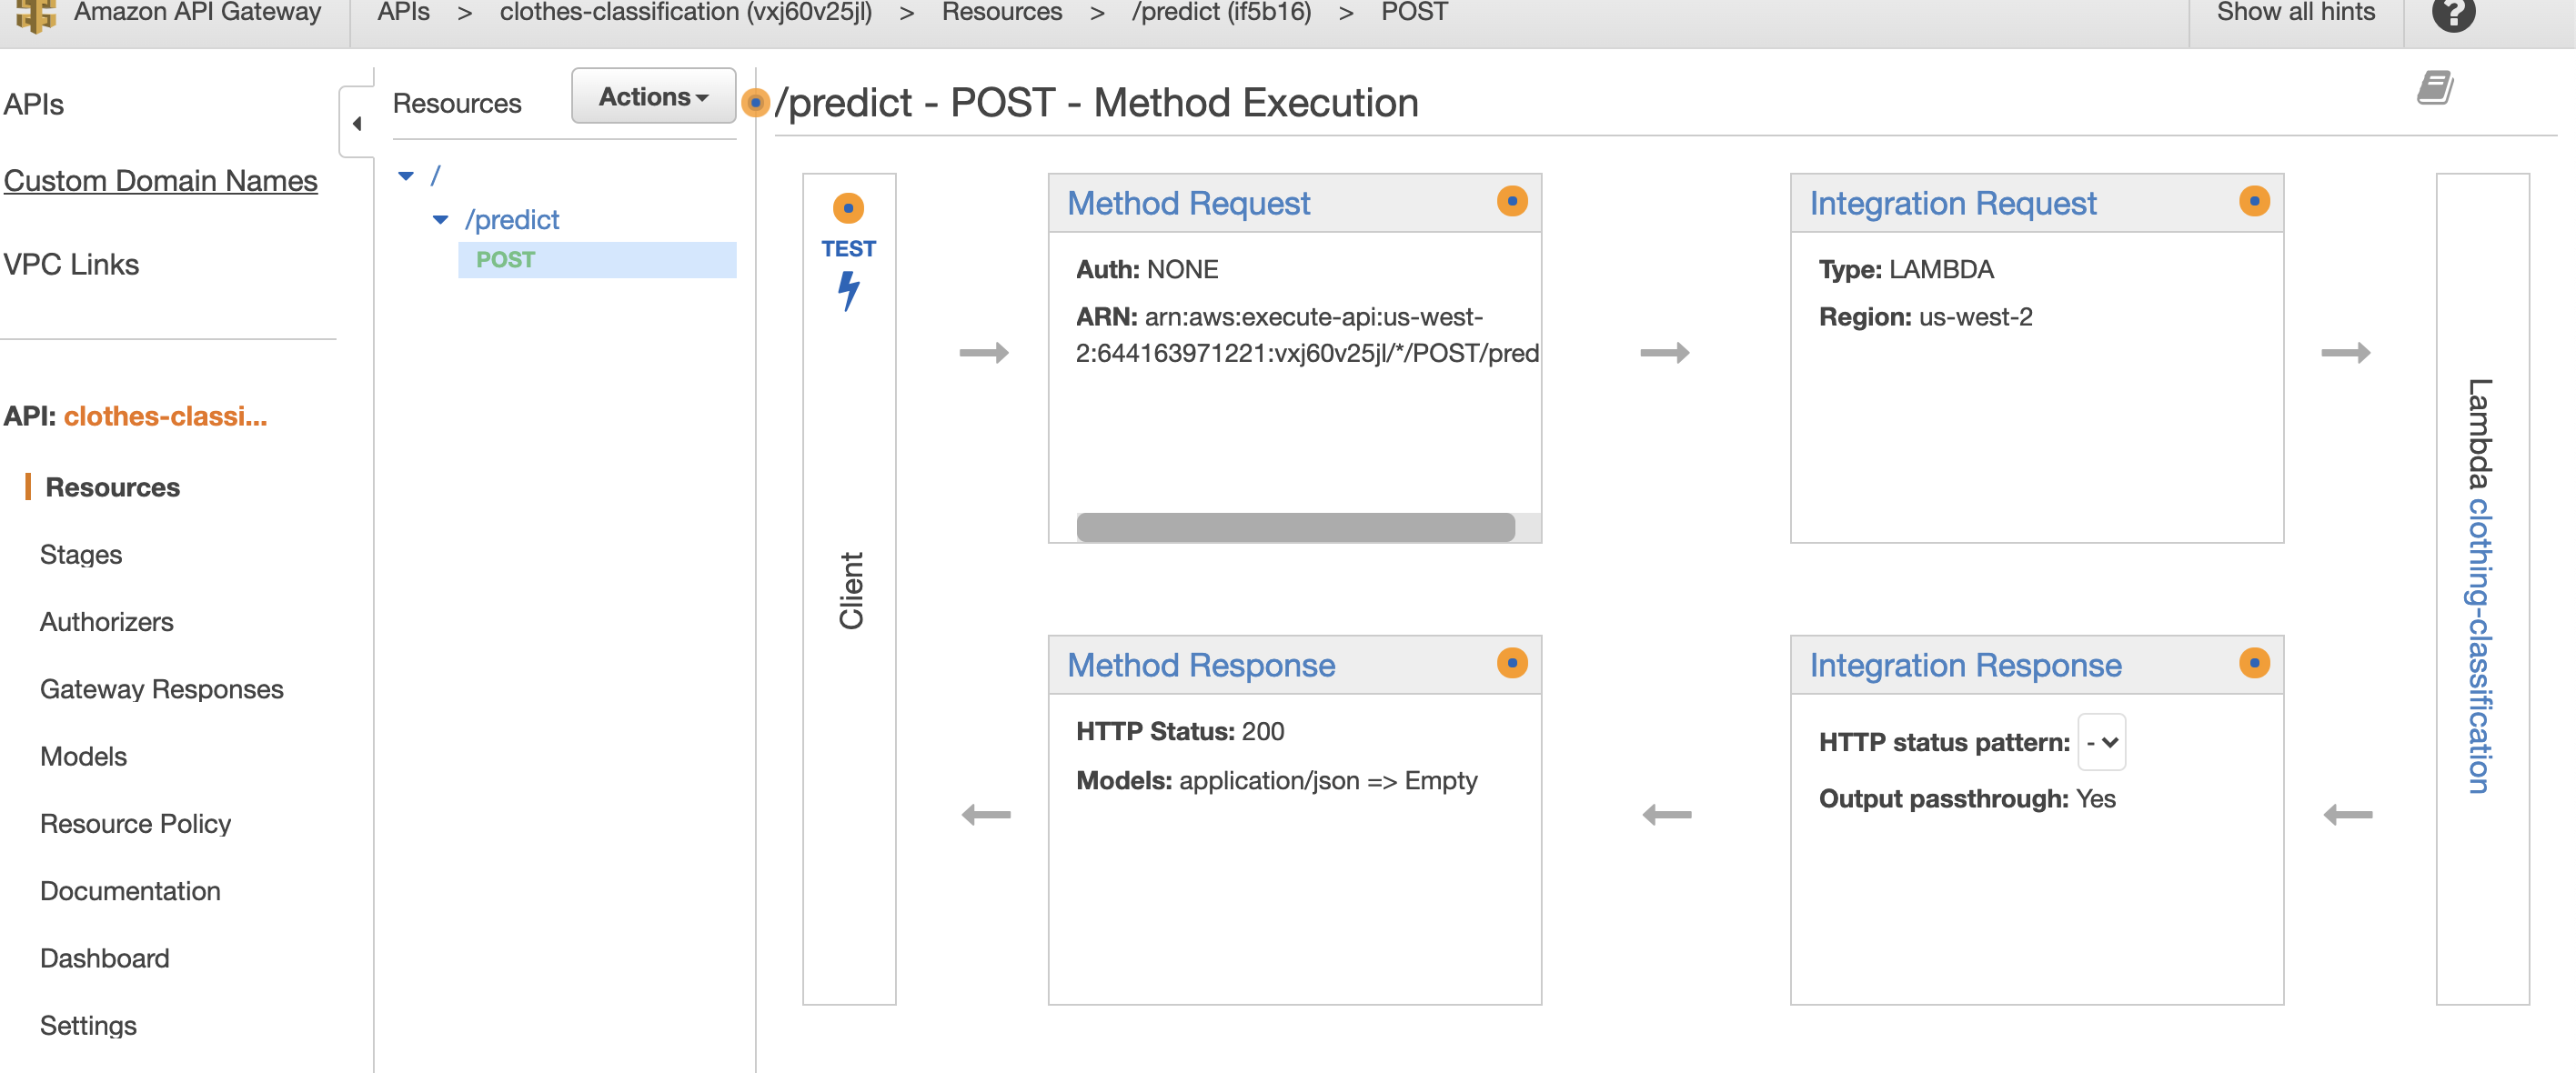 Amazon API Gateway
APIs > clothes-classification (vxj60v25jl) > Resources > /predict (if5b16) > POST
Show all hints
?
APIs
Custom Domain Names
VPC Links
API: clothes-classi...
Resources
Stages
Authorizers
Gateway Responses
Models
Resource Policy
Documentation
Dashboard
Settings
Resources
Actions
/
/predict
POST
/predict - POST - Method Execution
TEST
Client
Method Request
Auth: NONE
ARN: arn:aws:execute-api:us-west-
2:644163971221:vxj60v25jl/*/POST/pred
Integration Request
Type: LAMBDA
Region: us-west-2
Lambda clothing-classification
Method Response
HTTP Status: 200
Models: application/json => Empty
Integration Response
HTTP status pattern: -
Output passthrough: Yes